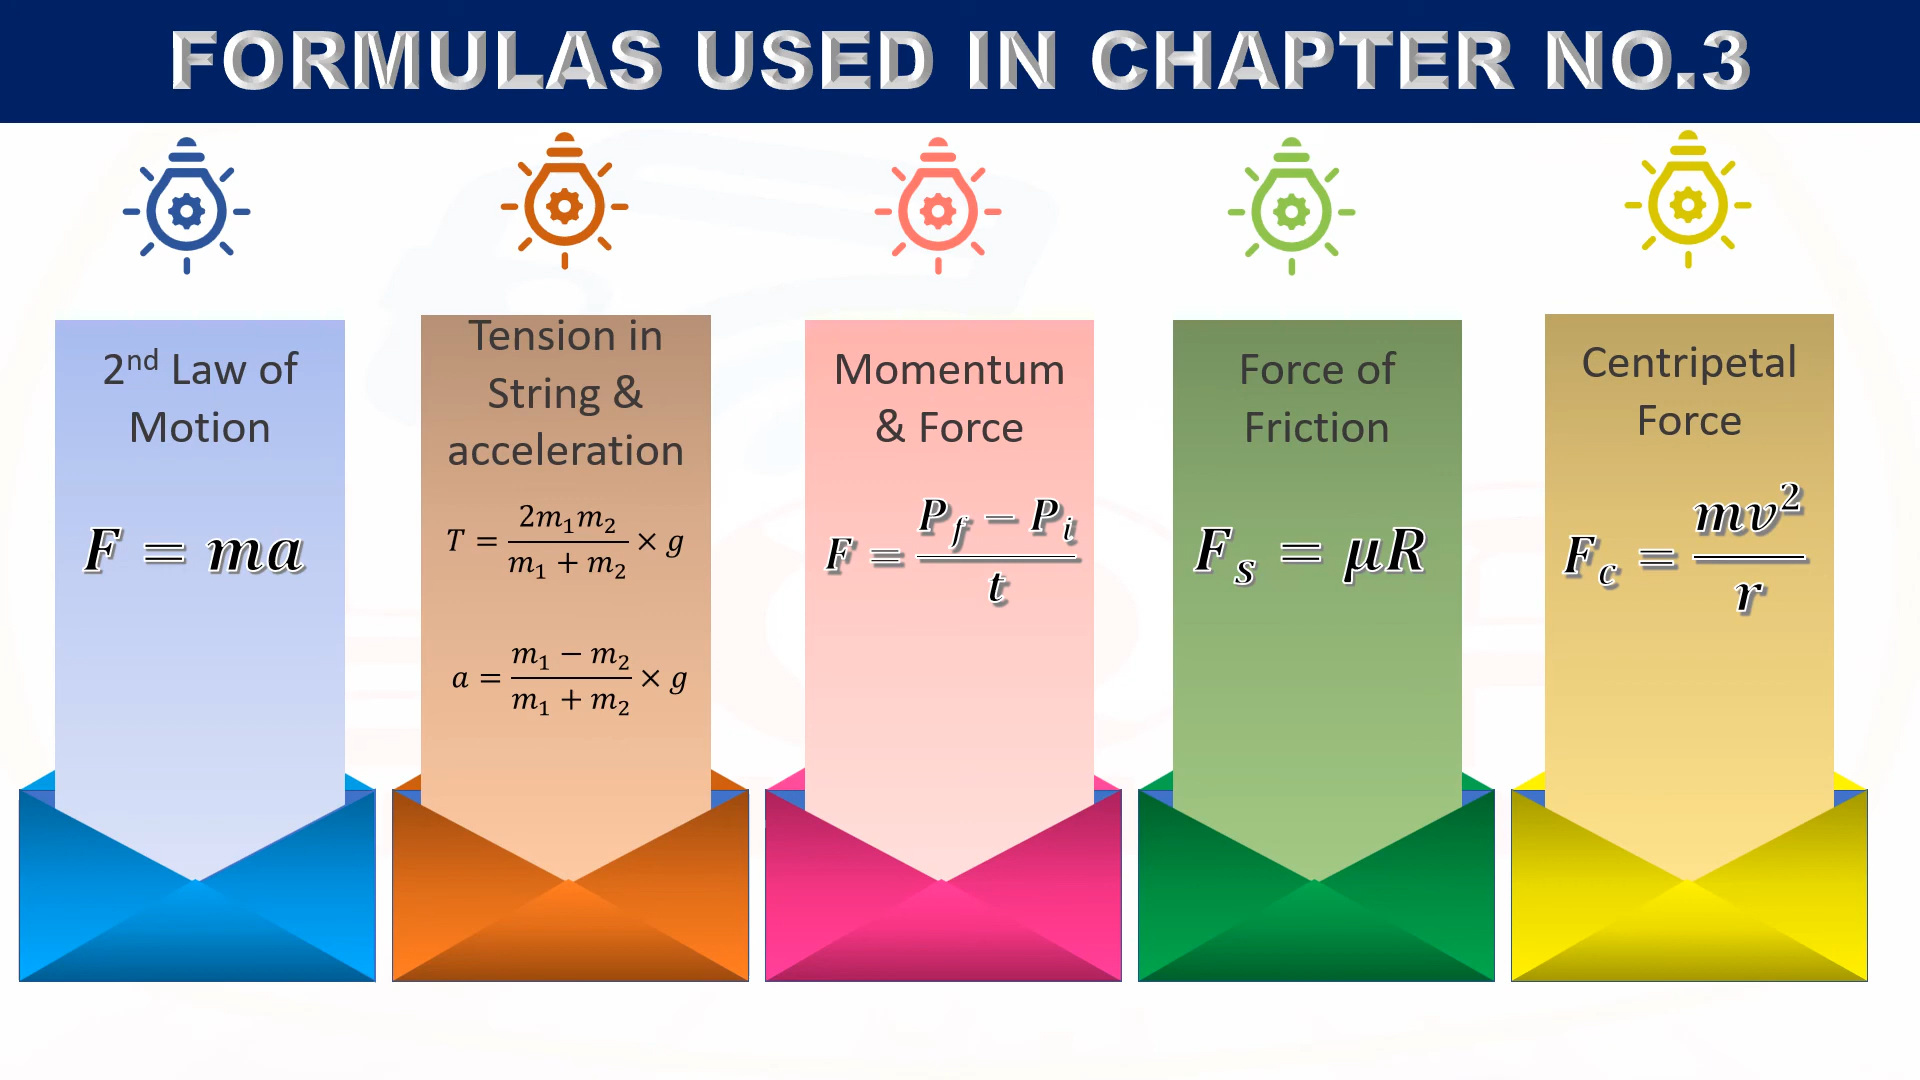 FORMULAS USED IN CHAPTER NO.3
2nd Law of
Motion
F = ma
Tension in
String &
acceleration
T = 2m₁m₂ / m₁ + m₂ × g
a = m₁ − m₂ / m₁ + m₂ × g
Momentum
& Force
F = P_f − P_i / t
Force of
Friction
F_s = μR
Centripetal
Force
F_c = mv² / r